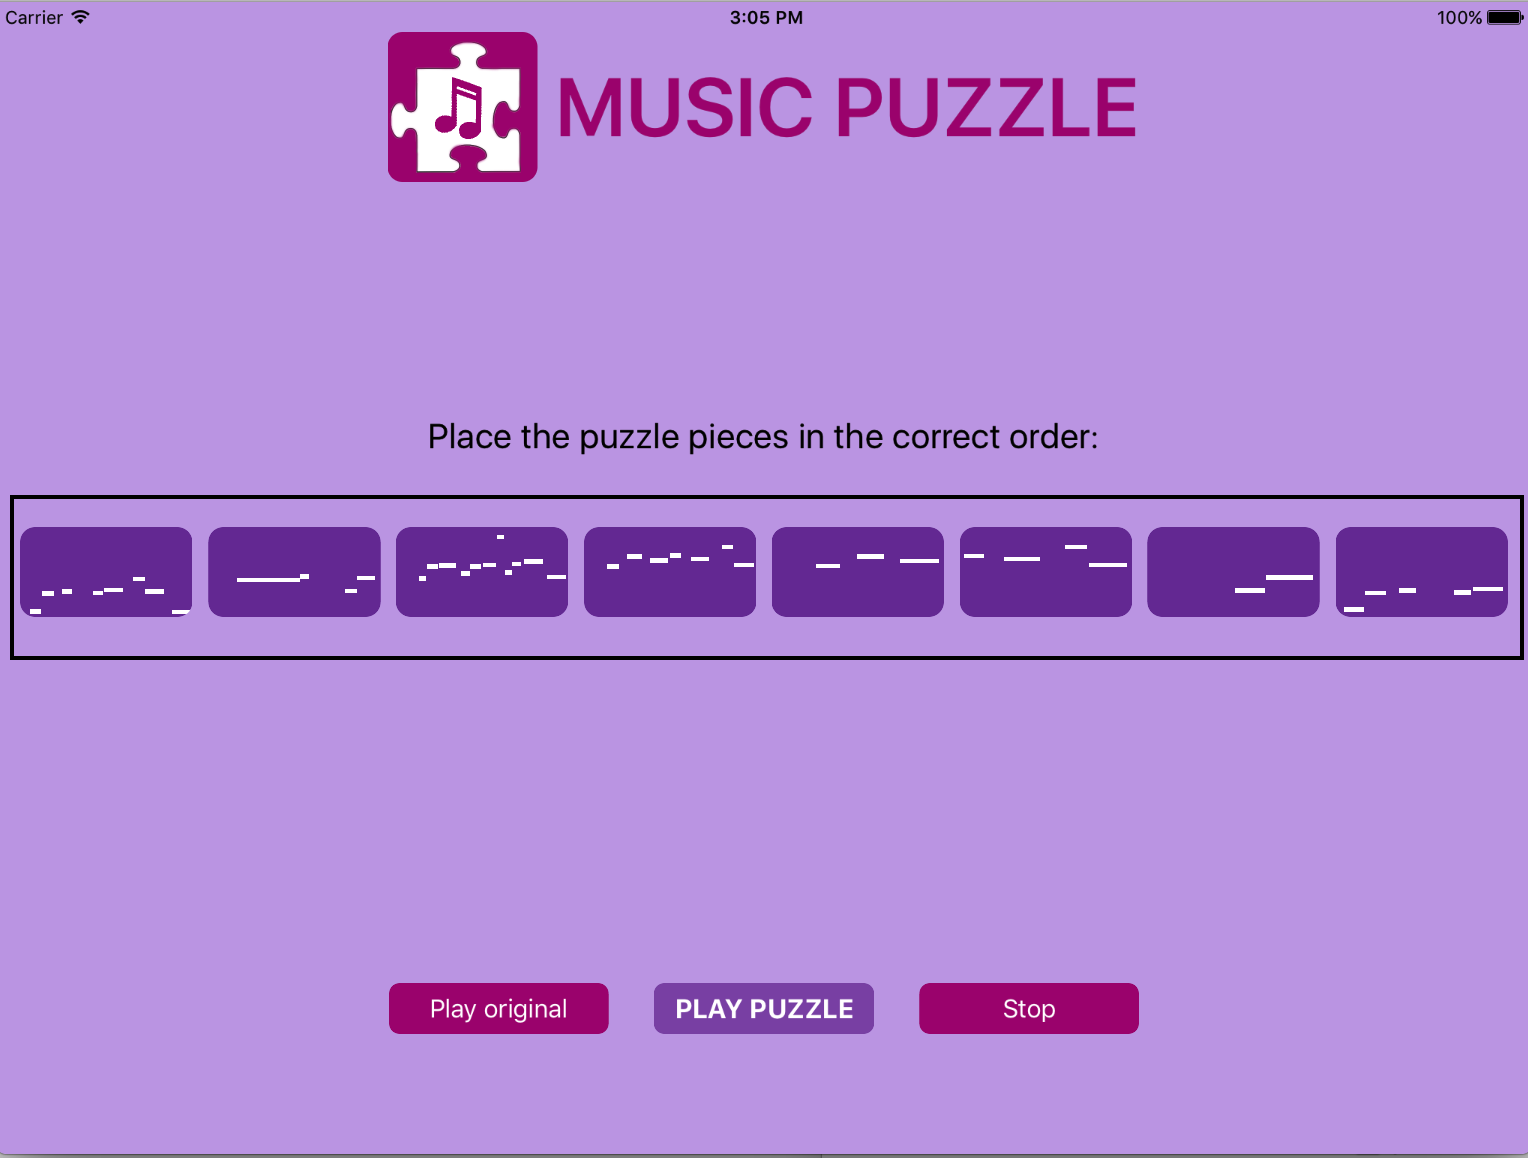 Carrier 3:05 PM 100%
MUSIC PUZZLE
Place the puzzle pieces in the correct order:
Play original PLAY PUZZLE Stop